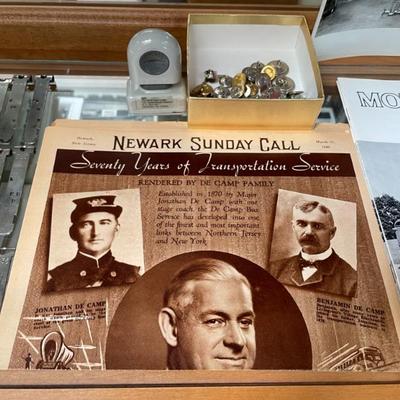 NEWARK SUNDAY CALL
Seventy Years of Transportation Service
RENDERED BY DE CAMP FAMILY
Established in 1870 by Major
Jonathan De Camp with one
stage coach, the De Camp Bus
Service has developed into one
of the finest and most important
links between Northern Jersey
and New York
JONATHAN DE CAMP
BENJAMIN DE CAMP
MO